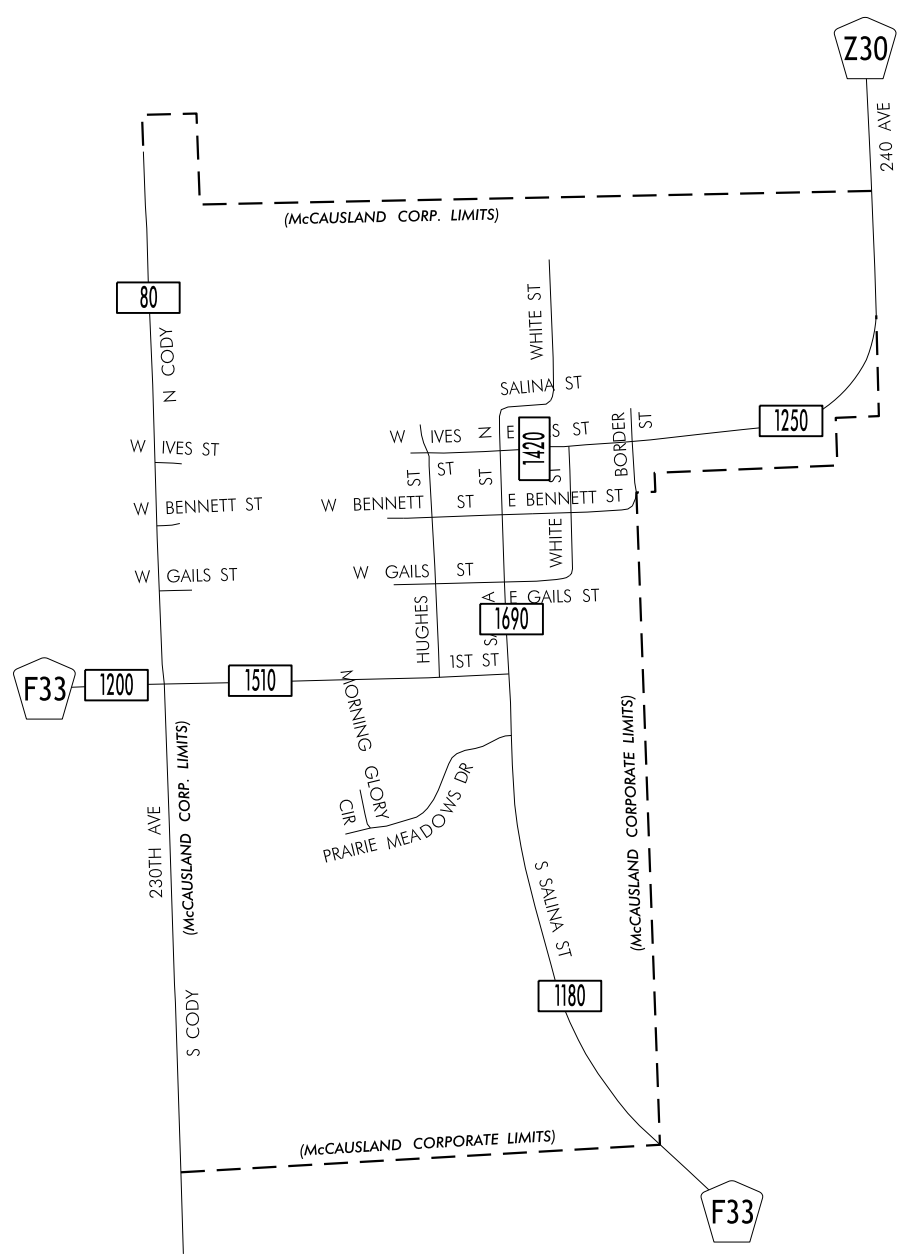 Z30
240 AVE
(McCAUSLAND CORP. LIMITS)
80
WHITE ST
N CODY
SALINA ST
1250
W IVES ST
W IVES
N
E
S ST
1420
BORDER
ST
ST
ST
ST
ST
W BENNETT ST
W BENNETT ST
E BENNETT ST
WHITE
W GAILS ST
W GAILS ST
E GAILS ST
HUGHES
1690
1ST ST
F33
1200
1510
MORNING GLORY
CIR
PRAIRIE MEADOWS DR
(McCAUSLAND CORP. LIMITS)
(McCAUSLAND CORPORATE LIMITS)
230TH AVE
S SALINA ST
1180
S CODY
(McCAUSLAND CORPORATE LIMITS)
F33